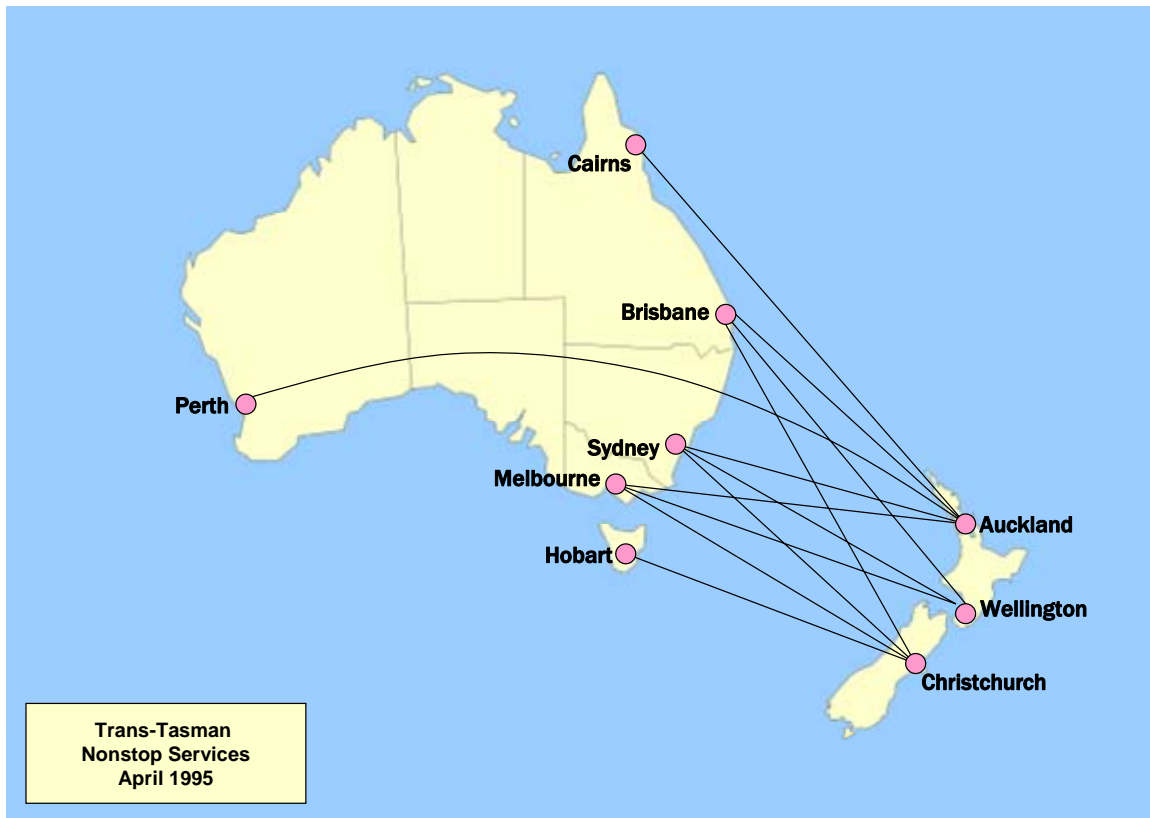 Cairns
Brisbane
Perth
Sydney
Melbourne
Auckland
Hobart
Wellington
Christchurch
Trans-Tasman
Nonstop Services
April 1995